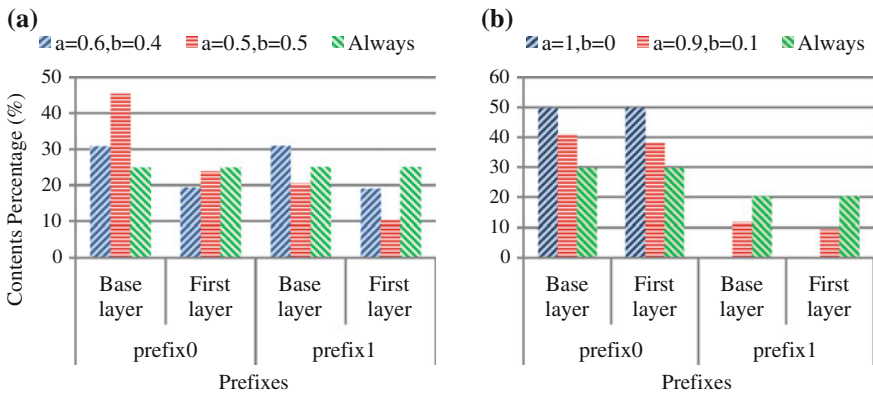 (a)
a=0.6,b=0.4 a=0.5,b=0.5 Always
Contents Percentage (%)
50
40
30
20
10
0
Base layer
First layer
Base layer
First layer
prefix0
prefix1
Prefixes
(b)
a=1,b=0 a=0.9,b=0.1 Always
60
50
40
30
20
10
0
Base layer
First layer
Base layer
First layer
prefix0
prefix1
Prefixes